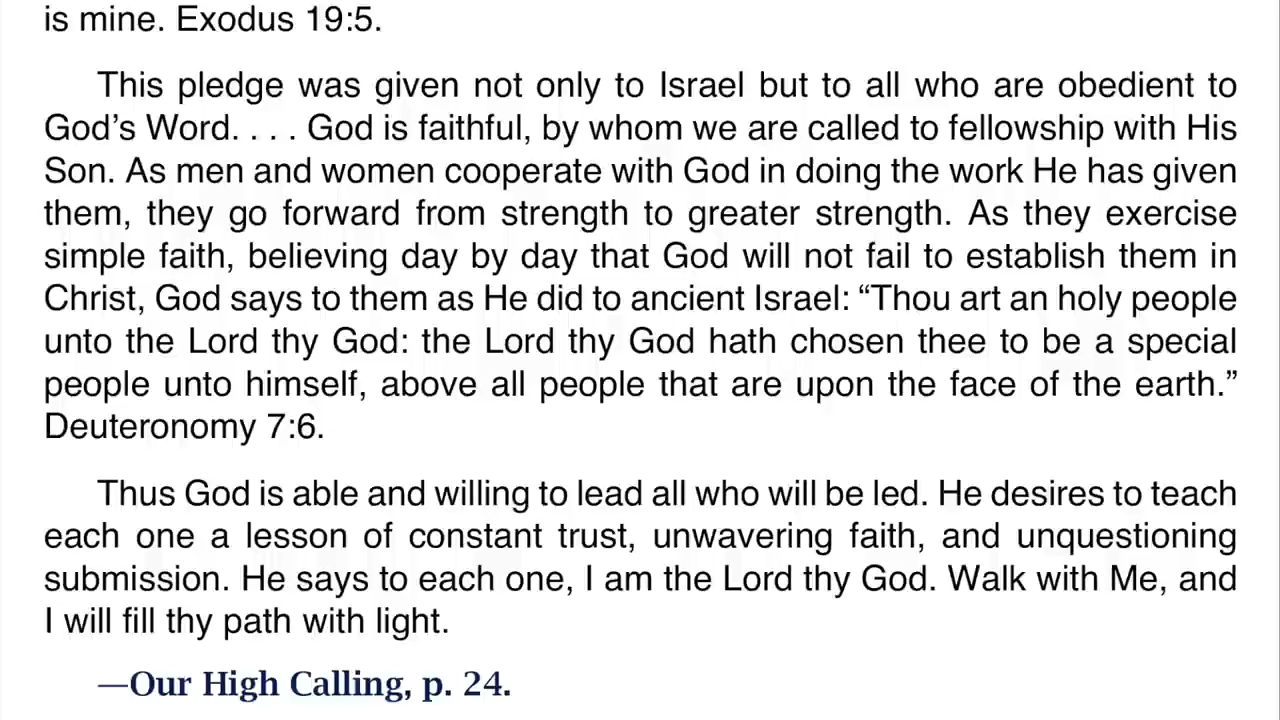 is mine. Exodus 19:5.
This pledge was given not only to Israel but to all who are obedient to
God’s Word. . . . God is faithful, by whom we are called to fellowship with His
Son. As men and women cooperate with God in doing the work He has given
them, they go forward from strength to greater strength. As they exercise
simple faith, believing day by day that God will not fail to establish them in
Christ, God says to them as He did to ancient Israel: “Thou art an holy people
unto the Lord thy God: the Lord thy God hath chosen thee to be a special
people unto himself, above all people that are upon the face of the earth.”
Deuteronomy 7:6.
Thus God is able and willing to lead all who will be led. He desires to teach
each one a lesson of constant trust, unwavering faith, and unquestioning
submission. He says to each one, I am the Lord thy God. Walk with Me, and
I will fill thy path with light.
—Our High Calling, p. 24.